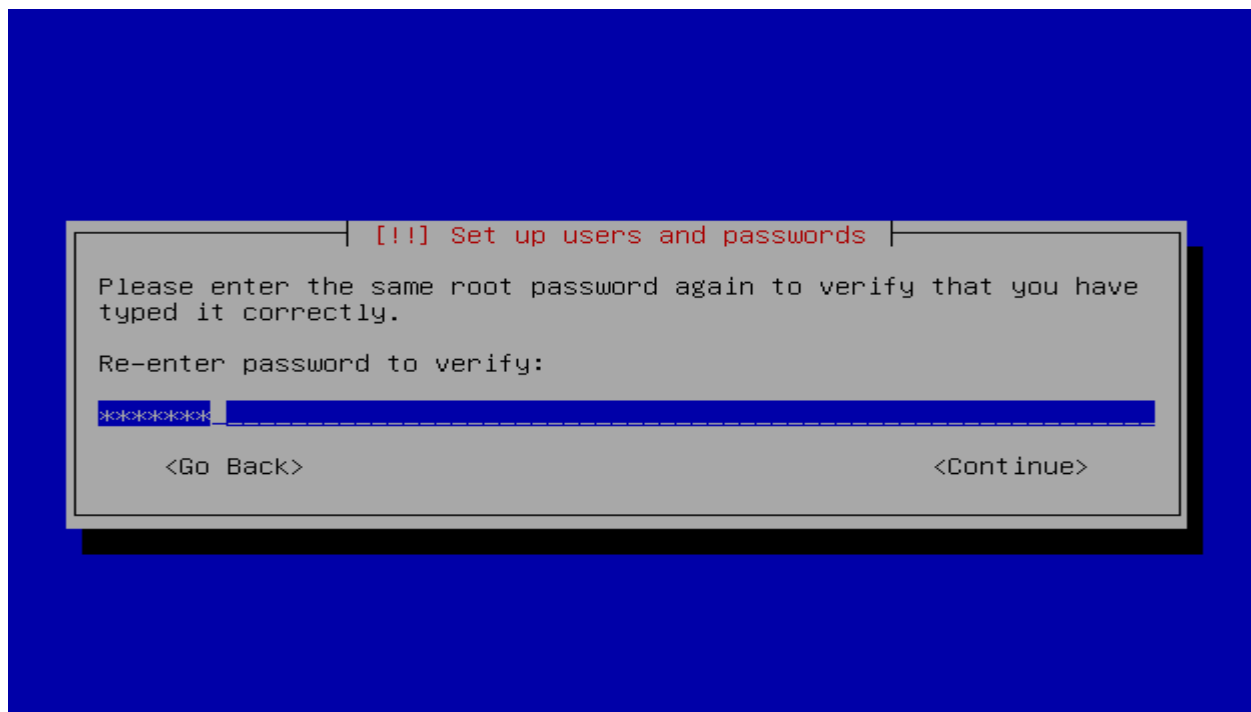 [!!] Set up users and passwords
Please enter the same root password again to verify that you have
typed it correctly.
Re-enter password to verify:
*******
<Go Back> <Continue>